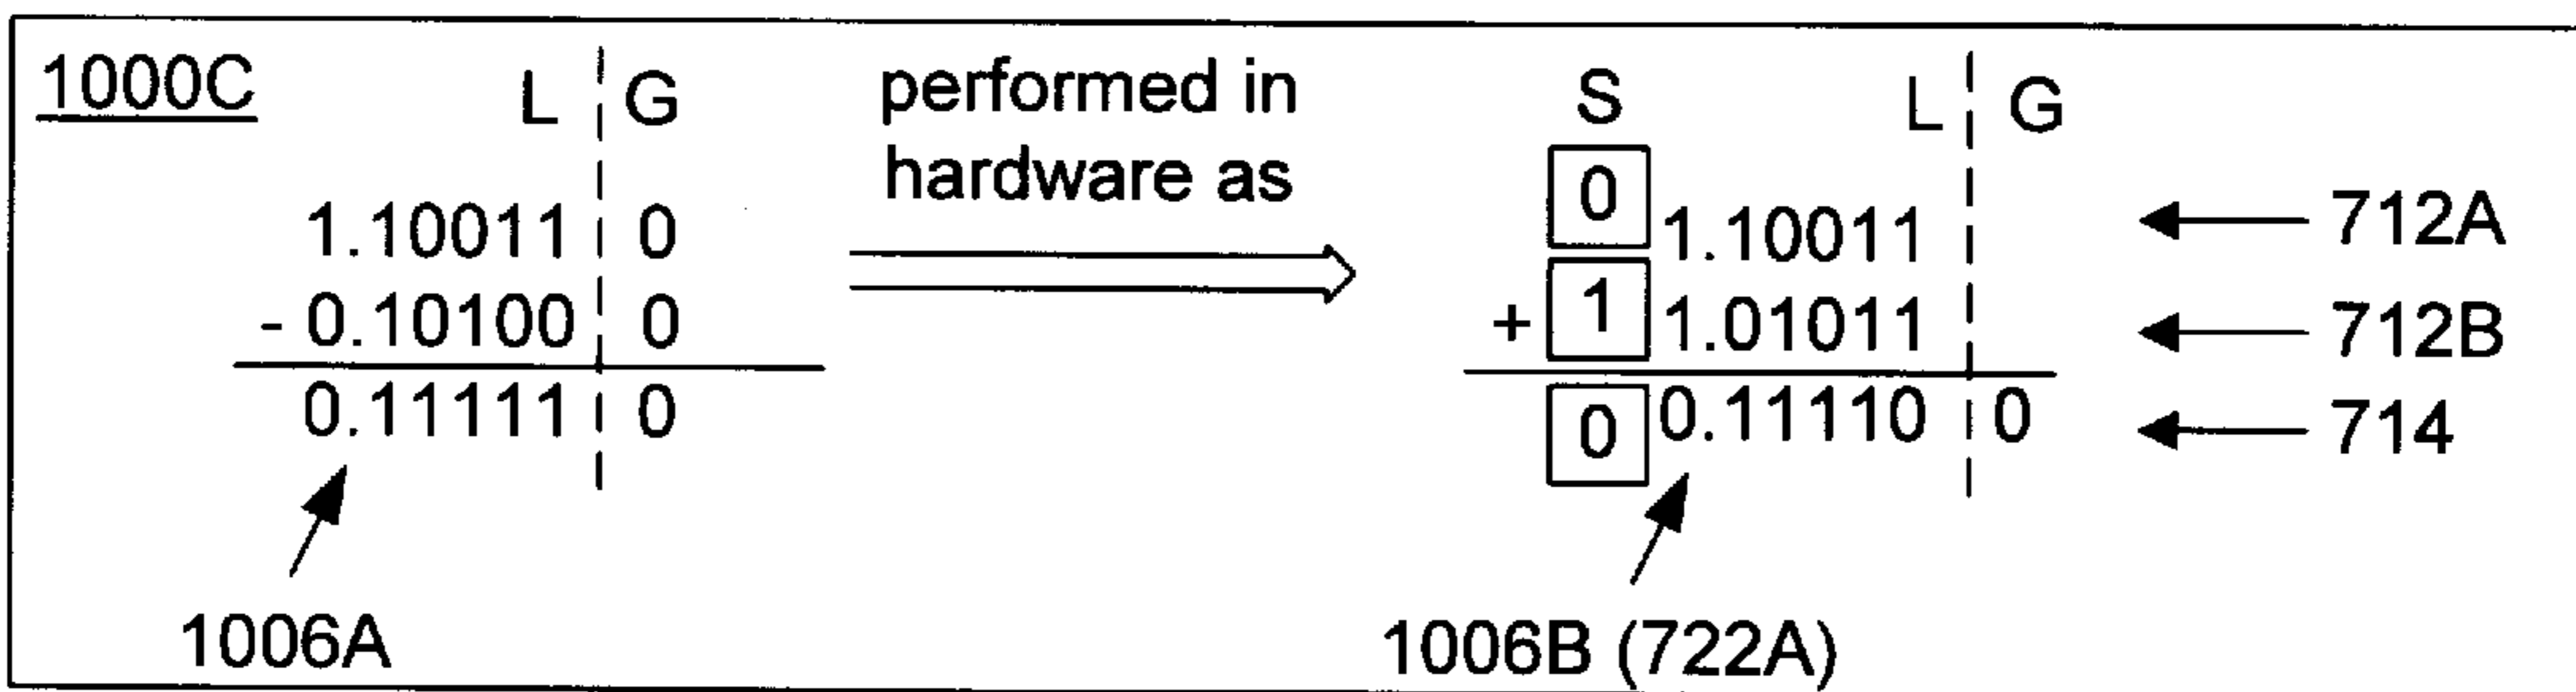 1000C
L G
1.10011 0
- 0.10100 0
0.11111 0
1006A
performed in
hardware as
S L G
0 1.10011
+ 1 1.01011
0 0.11110 0
1006B (722A)
712A
712B
714